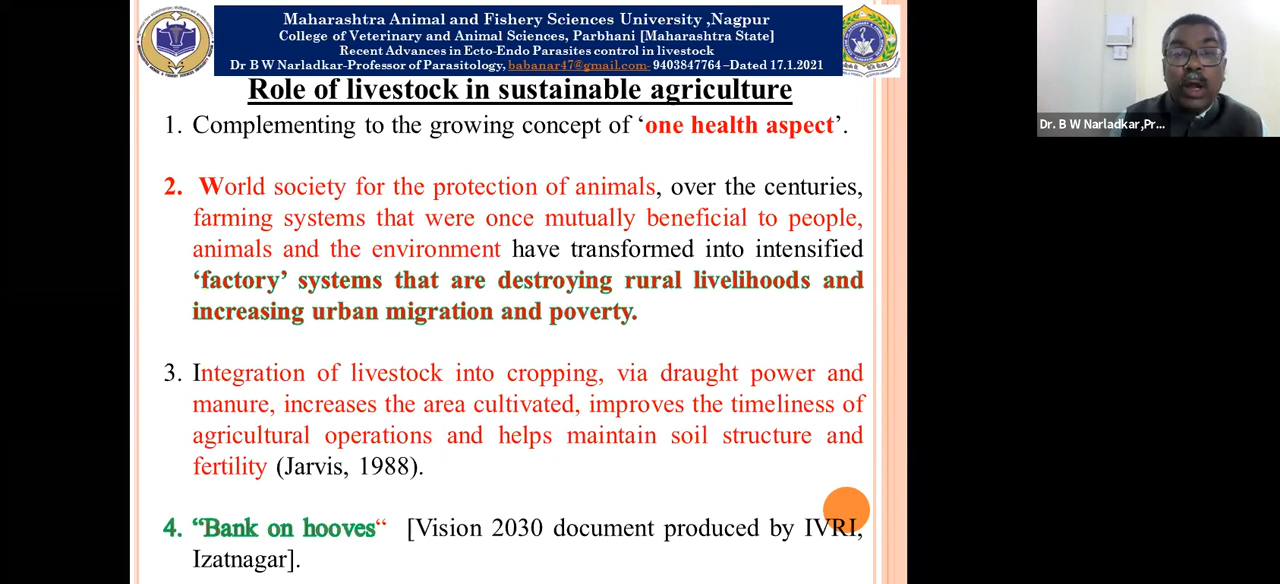 Maharashtra Animal and Fishery Sciences University ,Nagpur
College of Veterinary and Animal Sciences, Parbhani [Maharashtra State]
Recent Advances in Ecto-Endo Parasites control in livestock
Dr B W Narladkar-Professor of Parasitology, babanar47@gmail.com- 9403847764 –Dated 17.1.2021
Role of livestock in sustainable agriculture
1. Complementing to the growing concept of ‘one health aspect’.
2. World society for the protection of animals, over the centuries,
farming systems that were once mutually beneficial to people,
animals and the environment have transformed into intensified
‘factory’ systems that are destroying rural livelihoods and
increasing urban migration and poverty.
3. Integration of livestock into cropping, via draught power and
manure, increases the area cultivated, improves the timeliness of
agricultural operations and helps maintain soil structure and
fertility (Jarvis, 1988).
4. “Bank on hooves“ [Vision 2030 document produced by IVRI,
Izatnagar].
Dr. B W Narladkar,Pr...